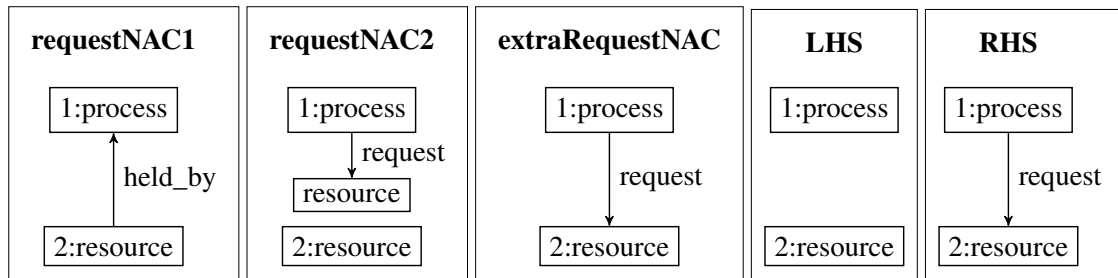 requestNAC1
1:process
held_by
2:resource
requestNAC2
1:process
request
resource
2:resource
extraRequestNAC
1:process
request
2:resource
LHS
1:process
2:resource
RHS
1:process
request
2:resource